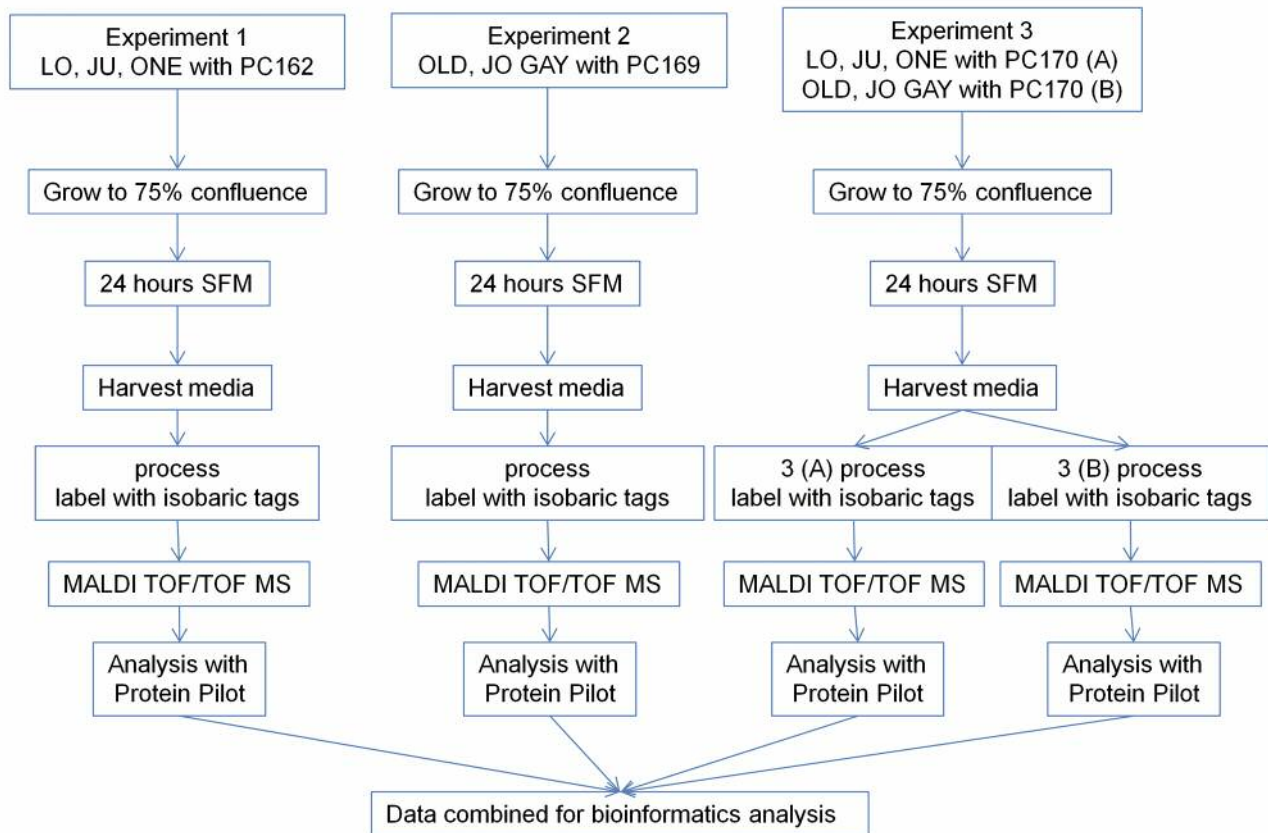 Experiment 1
LO, JU, ONE with PC162
Experiment 2
OLD, JO GAY with PC169
Experiment 3
LO, JU, ONE with PC170 (A)
OLD, JO GAY with PC170 (B)
Grow to 75% confluence
Grow to 75% confluence
Grow to 75% confluence
24 hours SFM
24 hours SFM
24 hours SFM
Harvest media
Harvest media
Harvest media
process
label with isobaric tags
process
label with isobaric tags
3 (A) process
label with isobaric tags
3 (B) process
label with isobaric tags
MALDI TOF/TOF MS
MALDI TOF/TOF MS
MALDI TOF/TOF MS
MALDI TOF/TOF MS
Analysis with
Protein Pilot
Analysis with
Protein Pilot
Analysis with
Protein Pilot
Analysis with
Protein Pilot
Data combined for bioinformatics analysis